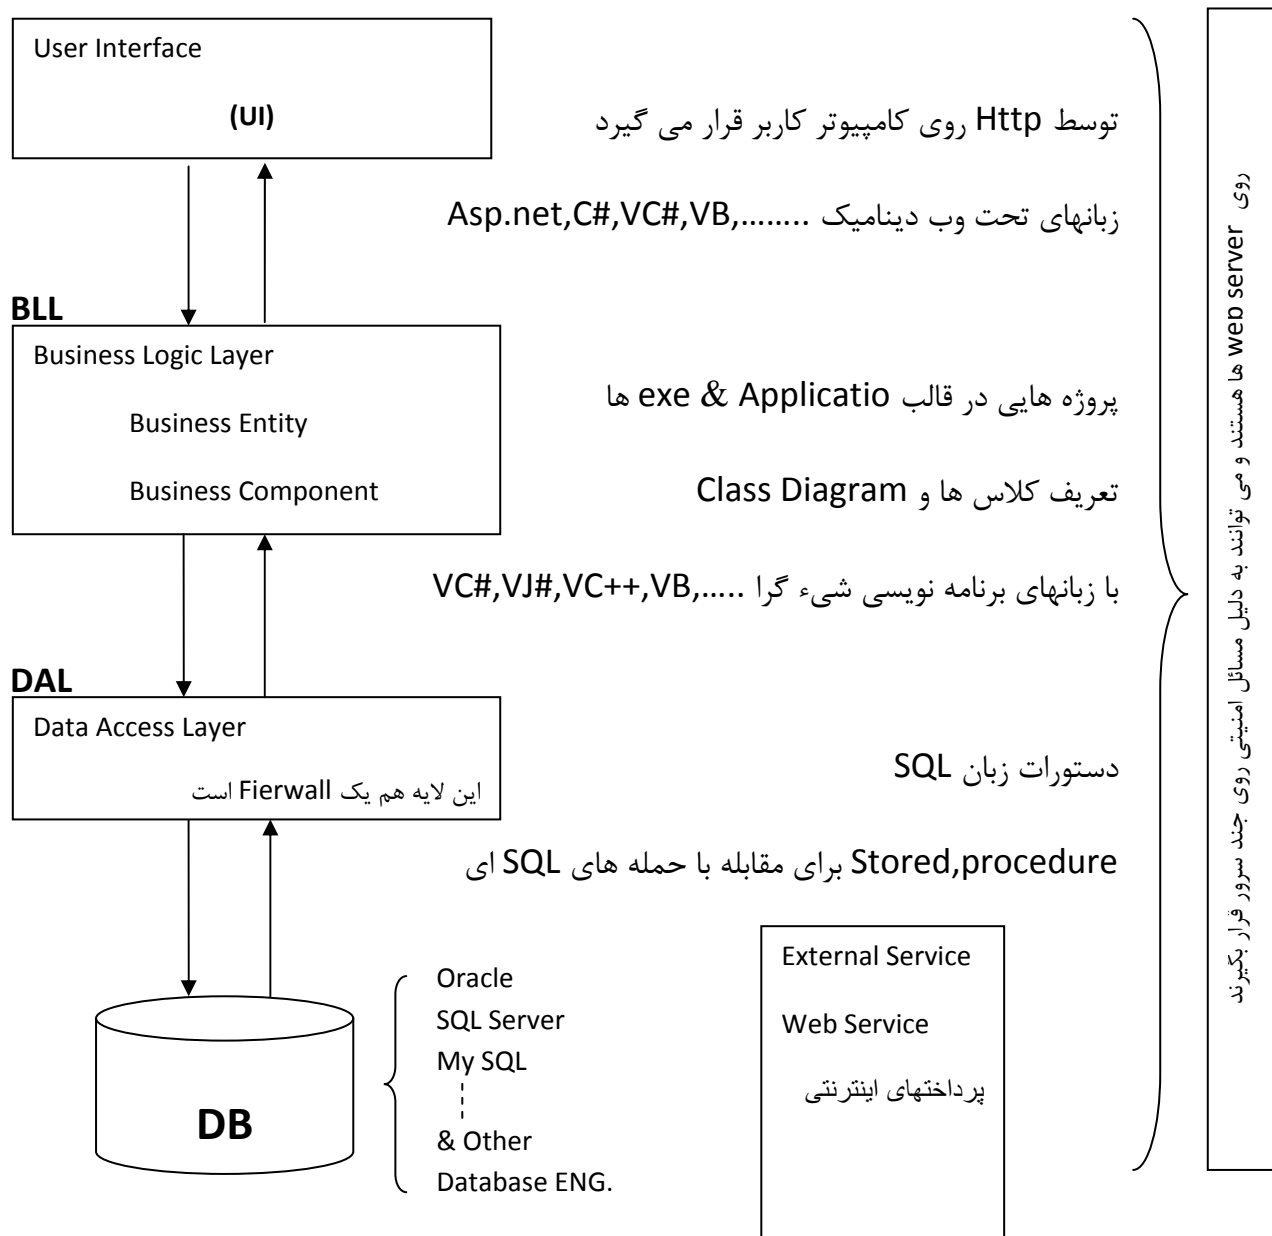 User Interface
(UI)
توسط Http روی کامپیوتر کاربر قرار می گیرد
زبانهای تحت وب دینامیک Asp.net,C#,VC#,VB,........
BLL
Business Logic Layer
Business Entity
Business Component
پروژه هایی در قالب exe & Applicatio ها
تعریف کلاس ها و Class Diagram
با زبانهای برنامه نویسی شیء گرا VC#,VJ#,VC++,VB,.....
DAL
Data Access Layer
این لایه هم یک Fierwall است
دستورات زبان SQL
Stored,procedure برای مقابله با حمله های SQL ای
DB
Oracle
SQL Server
My SQL
& Other
Database ENG.
External Service
Web Service
پرداختهای اینترنتی
روی web server ها هستند و می توانند به دلیل مسائل امنیتی روی چند سرور قرار بگیرند